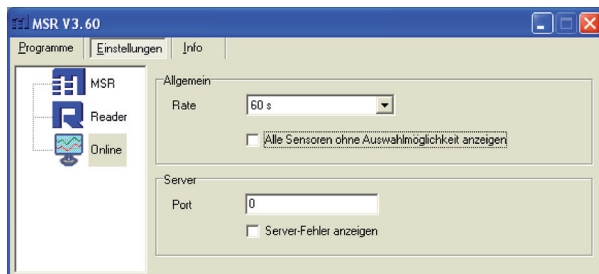 MSR V3.60
Programme Einstellungen Info
MSR
Reader
Online
Allgemein
Rate 60 s
Alle Sensoren ohne Auswahlmöglichkeit anzeigen
Server
Port 0
Server-Fehler anzeigen